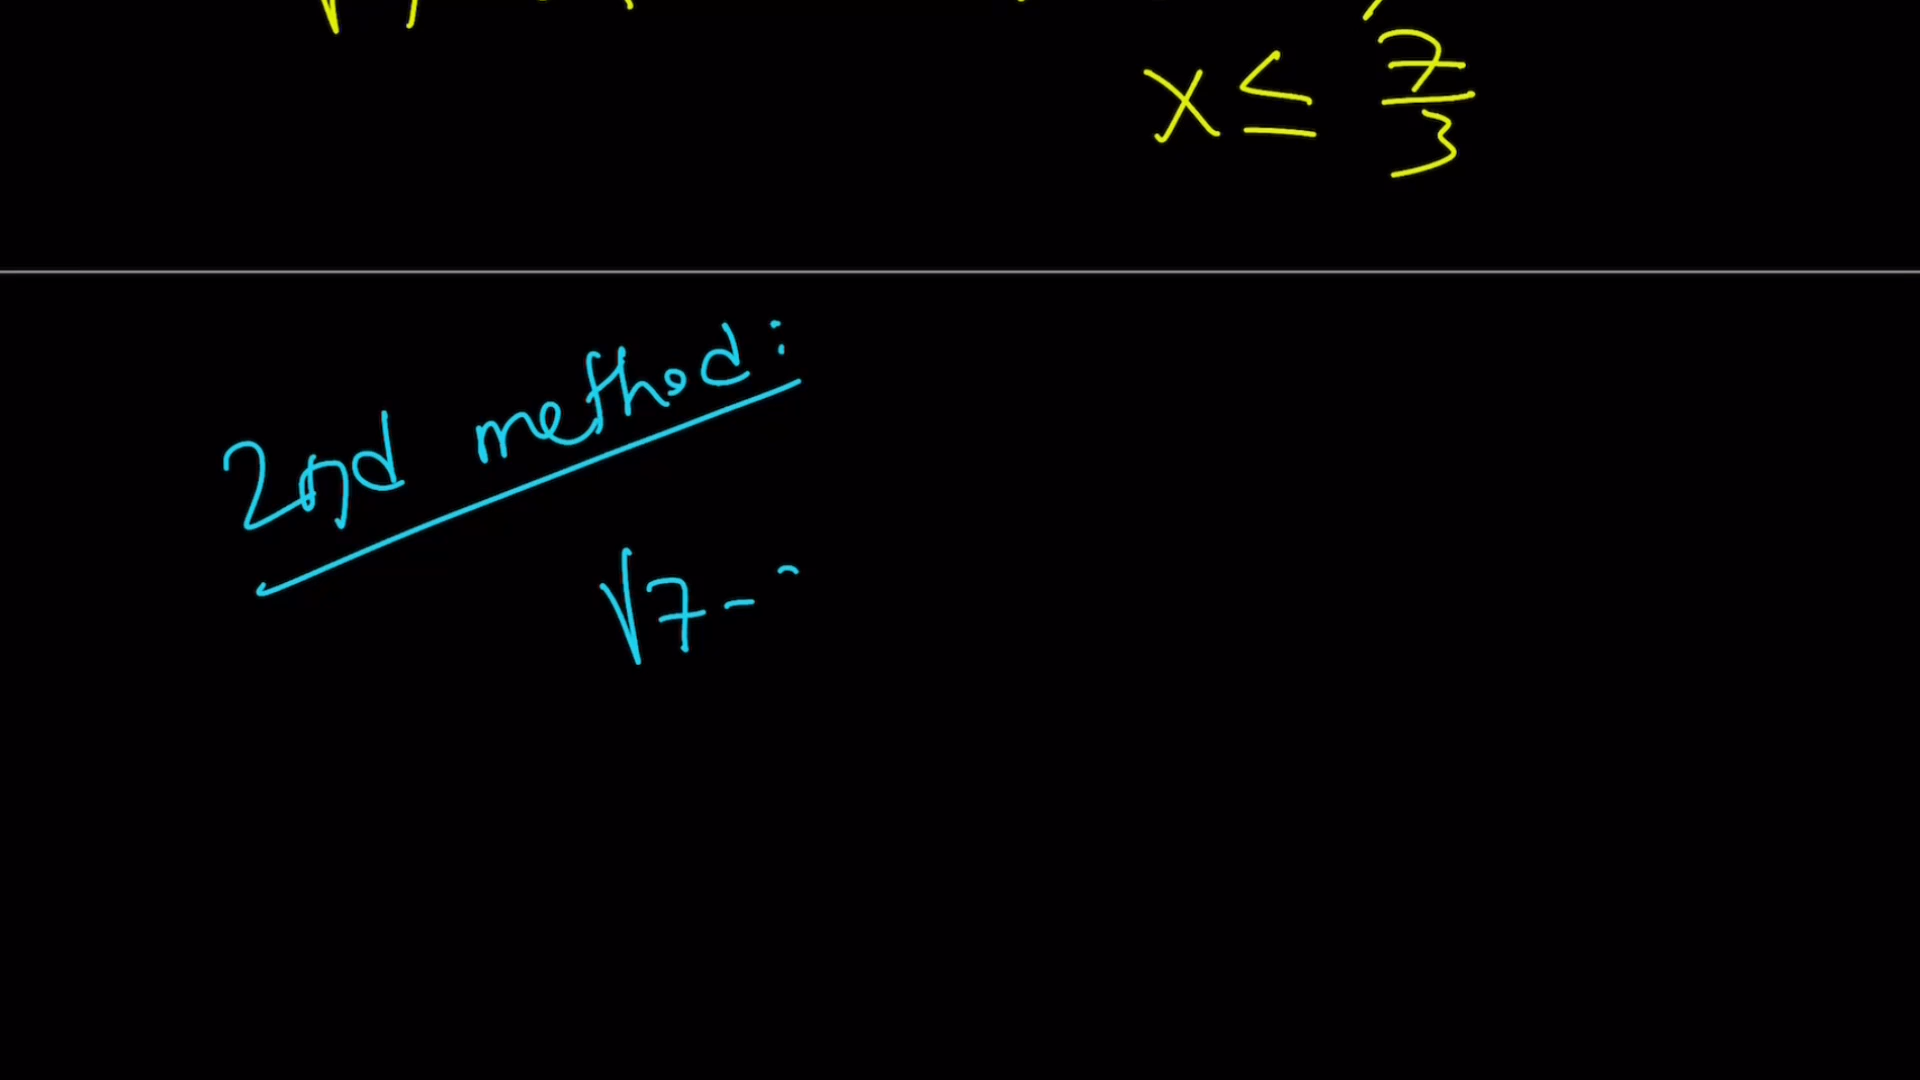 x ≤ 7/3
2nd method:
√7-